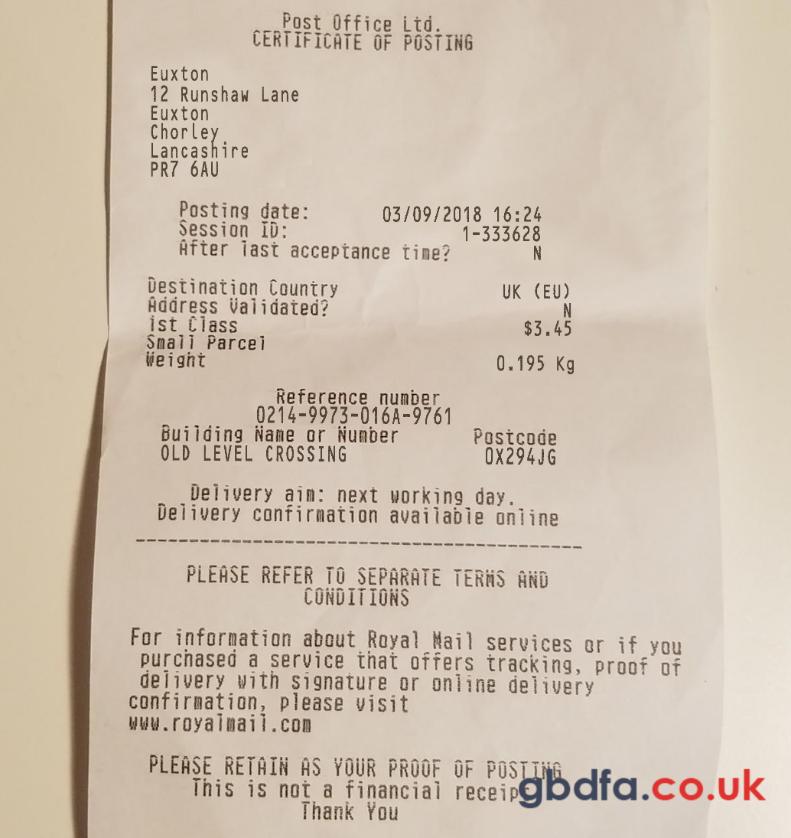 Post Office Ltd.
CERTIFICATE OF POSTING
Euxton
12 Runshaw Lane
Euxton
Chorley
Lancashire
PR7 6AU
Posting date: 03/09/2018 16:24
Session ID: 1-333628
After last acceptance time? N
Destination Country UK (EU)
Address Validated? N
1st Class $3.45
Small Parcel
Weight 0.195 Kg
Reference number
0214-9973-016A-9761
Building Name or Number Postcode
OLD LEVEL CROSSING OX294JG
Delivery aim: next working day.
Delivery confirmation available online
PLEASE REFER TO SEPARATE TERMS AND
CONDITIONS
For information about Royal Mail services or if you
purchased a service that offers tracking, proof of
delivery with signature or online delivery
confirmation, please visit
www.royalmail.com
PLEASE RETAIN AS YOUR PROOF OF POSTING
This is not a financial receipt
Thank You
gbdfa.co.uk